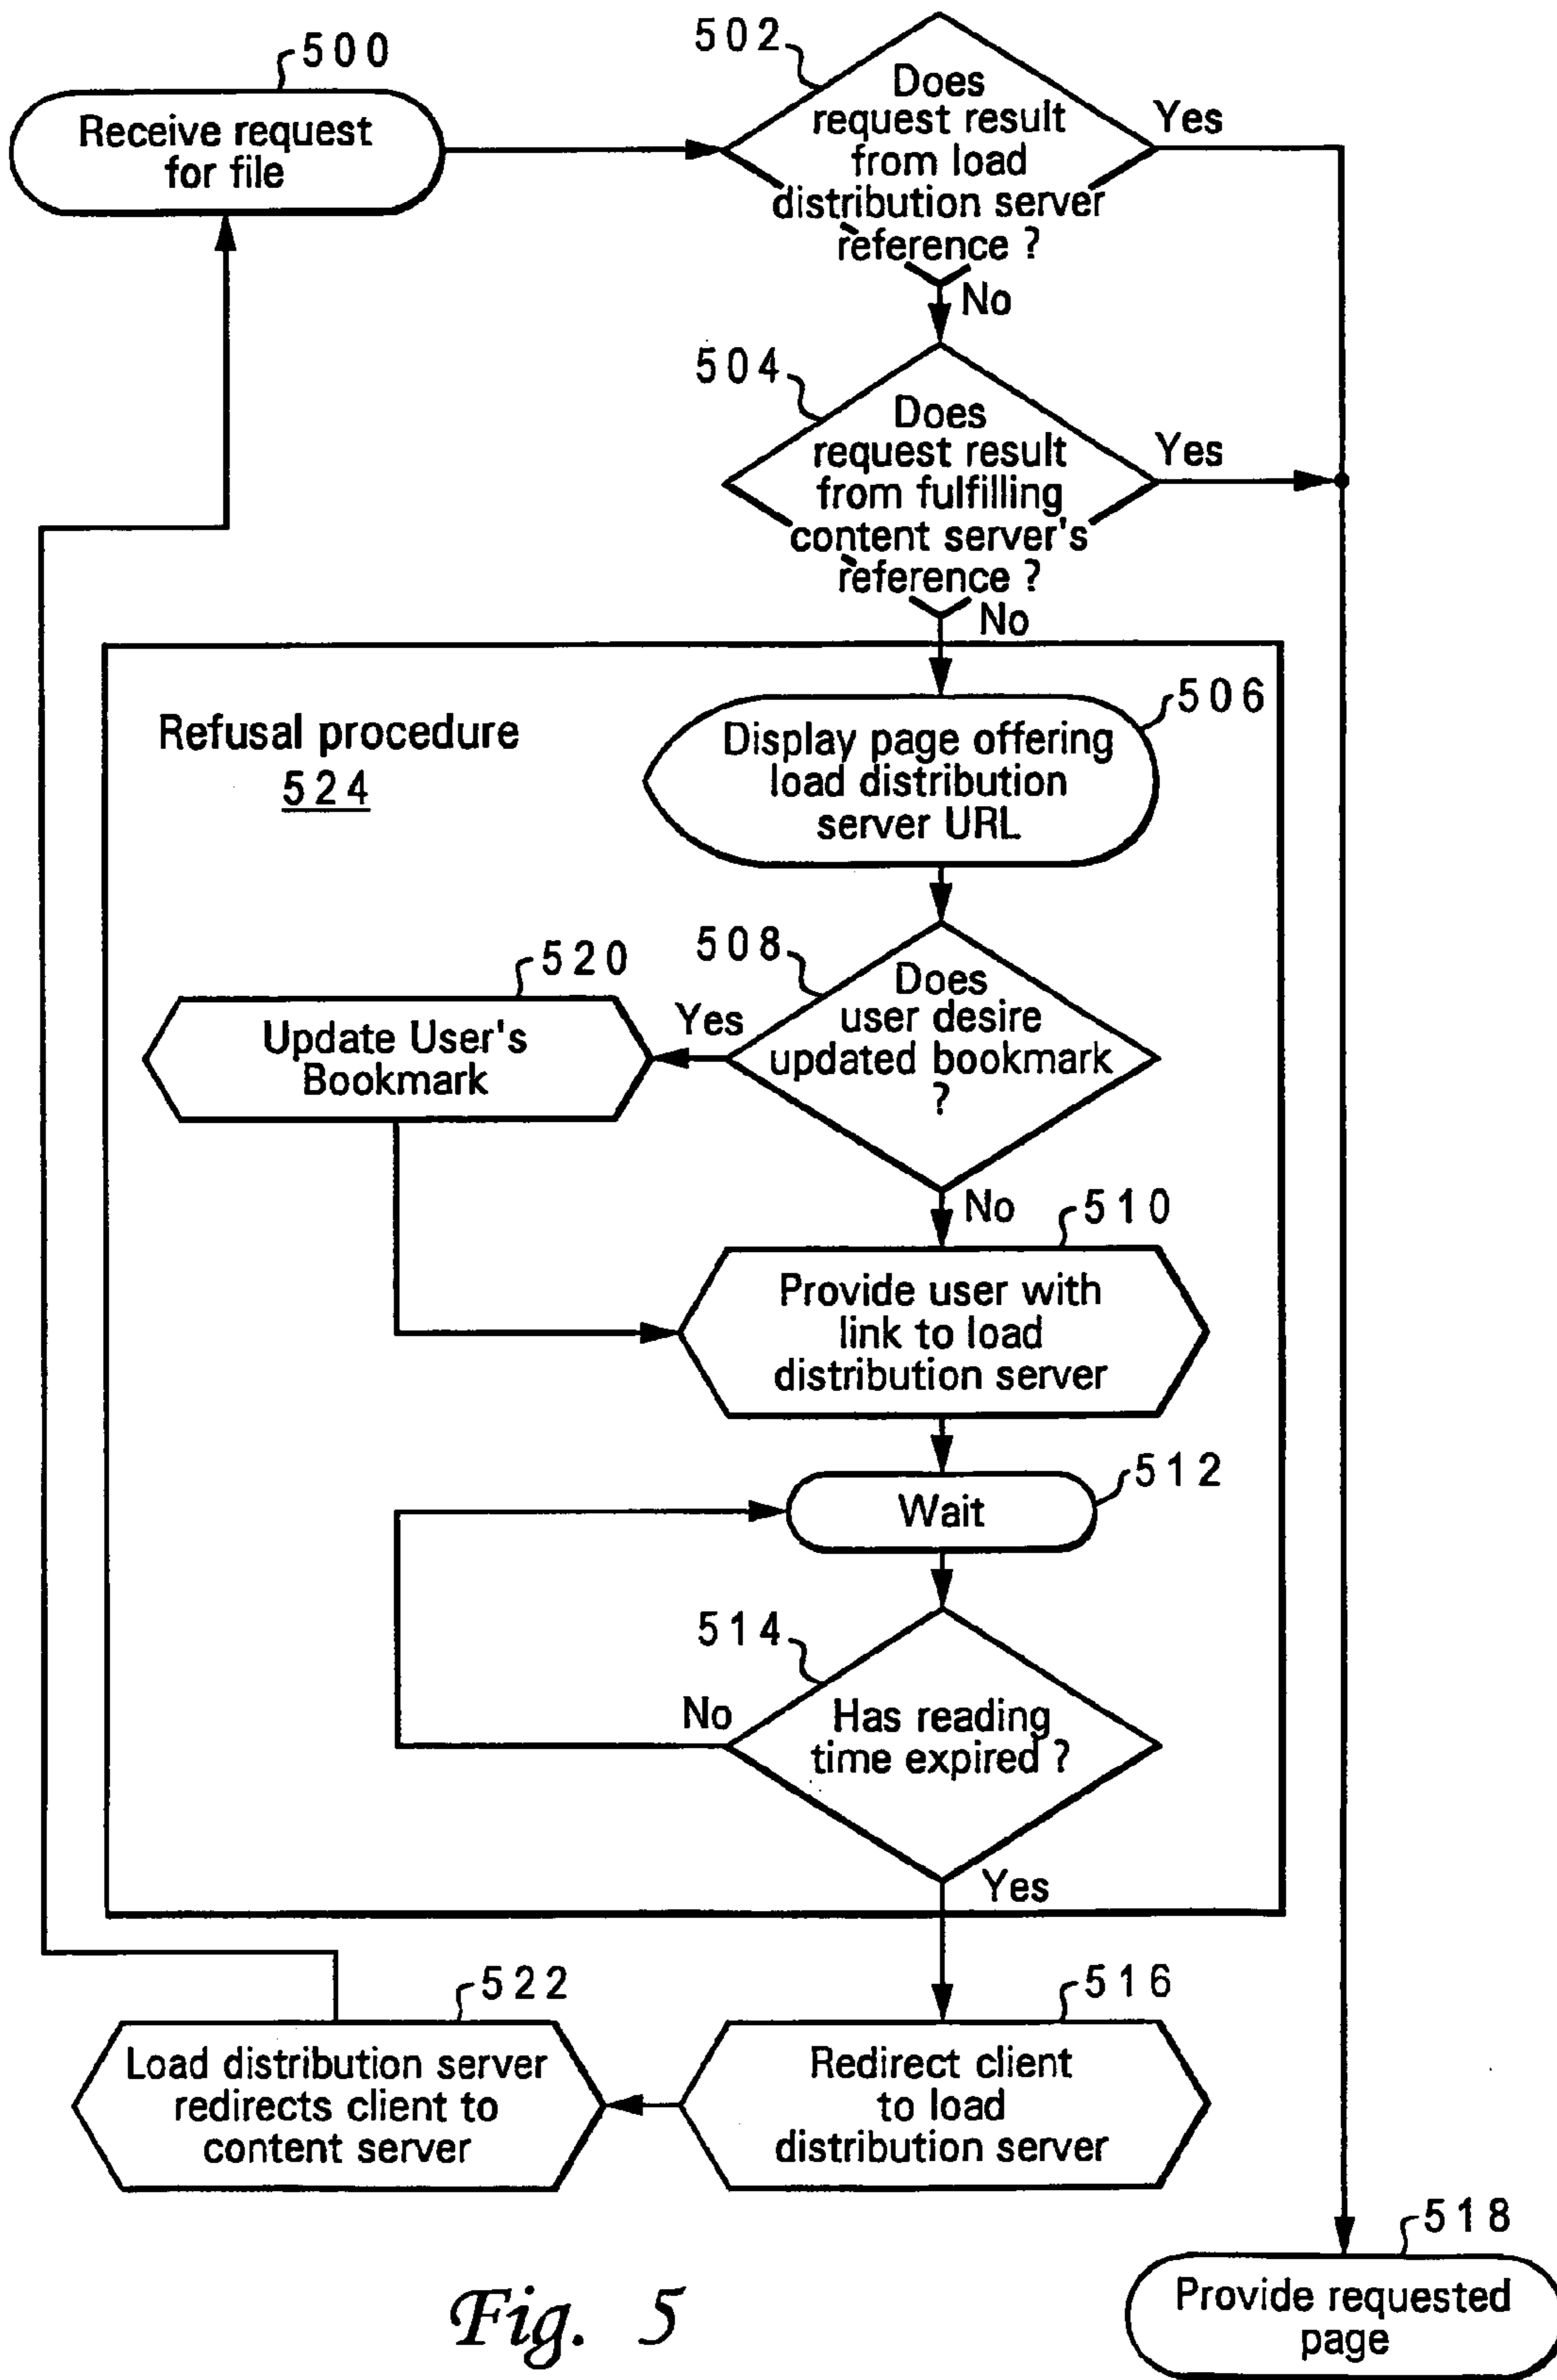 500
Receive request
for file
502
Does
request result
from load
distribution server
reference ?
Yes
No
504
Does
request result
from fulfilling
content server's
reference ?
Yes
No
Refusal procedure
524
506
Display page offering
load distribution
server URL
508
Does
user desire
updated bookmark
?
Yes
520
Update User's
Bookmark
No
510
Provide user with
link to load
distribution server
512
Wait
514
Has reading
time expired ?
No
Yes
516
Redirect client
to load
distribution server
522
Load distribution server
redirects client to
content server
518
Provide requested
page
Fig. 5